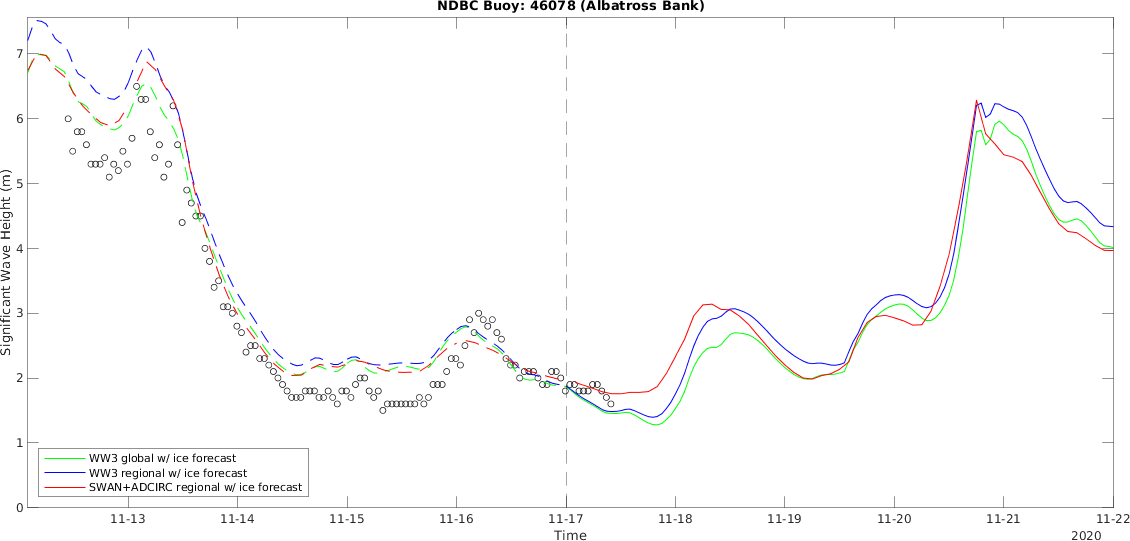 NDBC Buoy: 46078 (Albatross Bank)
Significant Wave Height (m)
7
6
5
4
3
2
1
0
WW3 global w/ ice forecast
WW3 regional w/ ice forecast
SWAN+ADCIRC regional w/ ice forecast
11-13 11-14 11-15 11-16 11-17 11-18 11-19 11-20 11-21 11-22
Time
2020